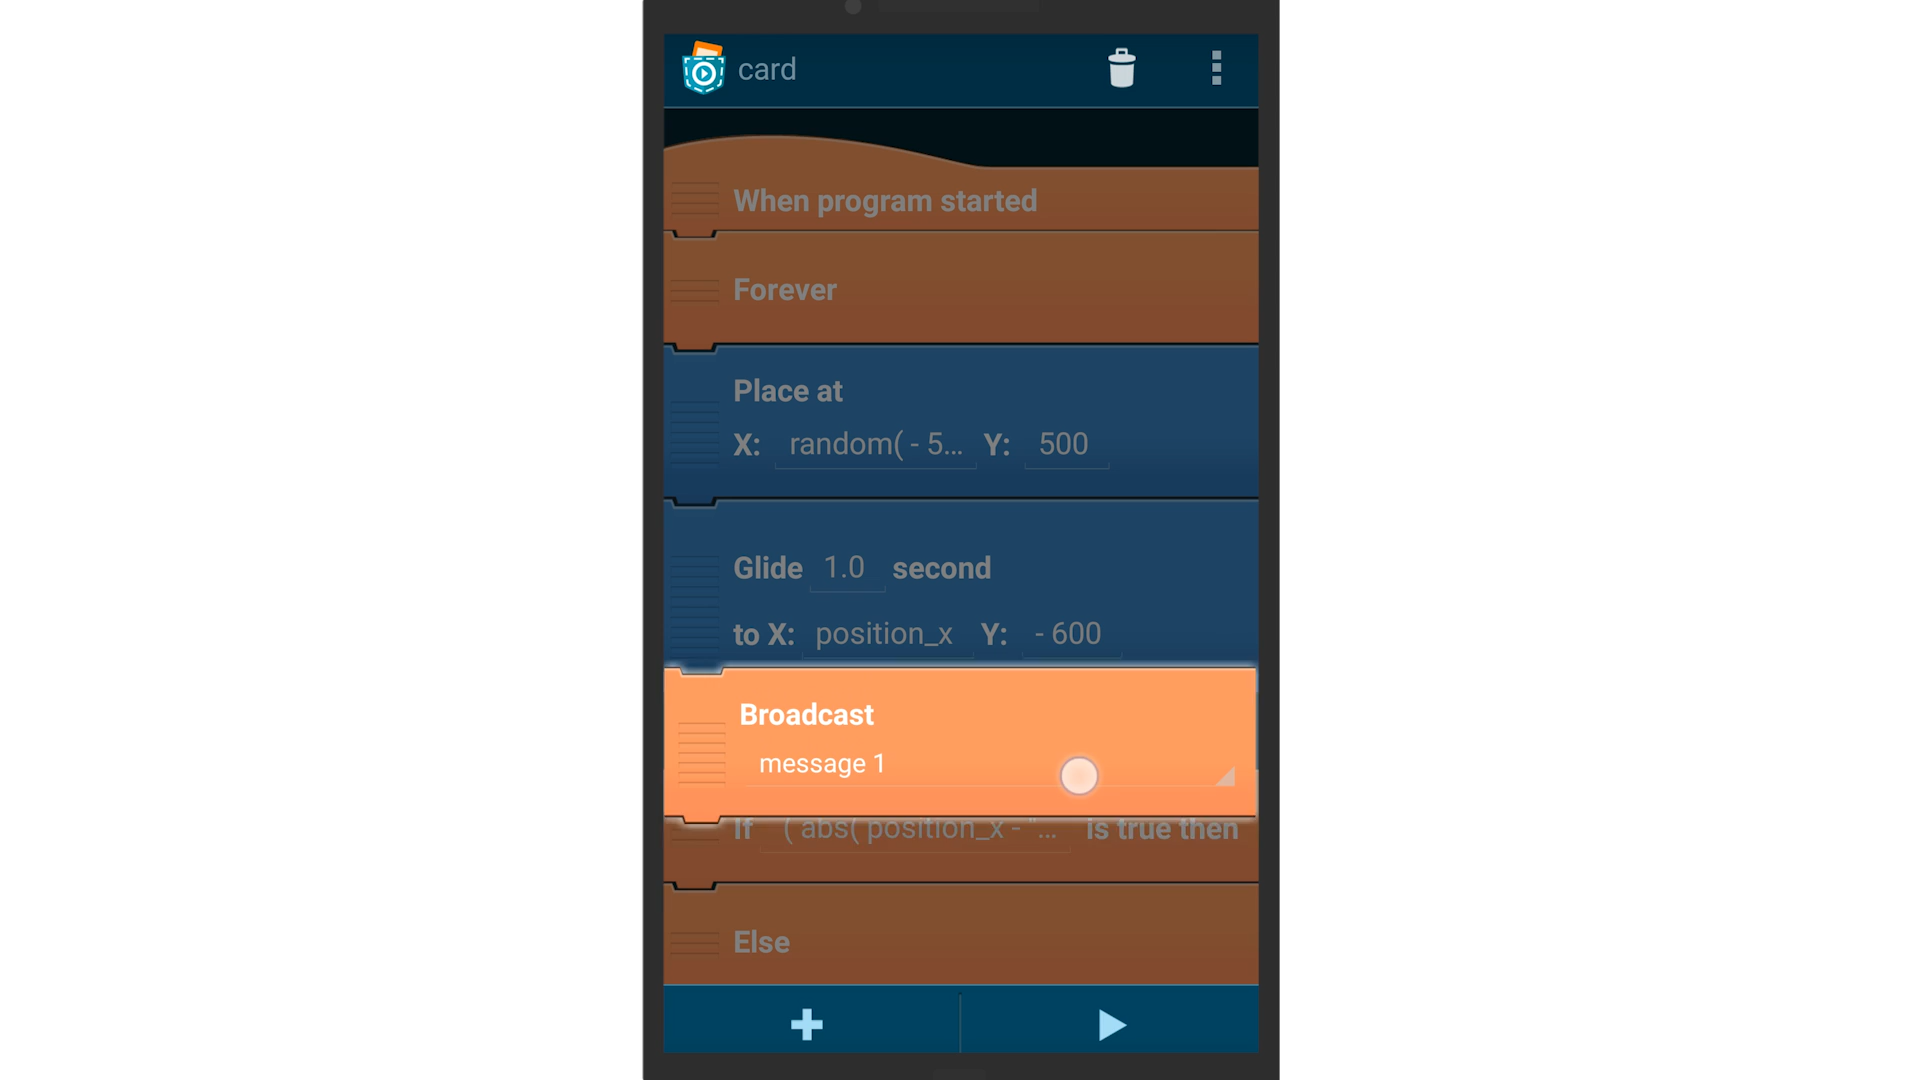 card
When program started
Forever
Place at
X: random( - 5... Y: 500
Glide 1.0 second
to X: position_x Y: - 600
Broadcast
message 1
If ( abs( position_x - "... is true then
Else